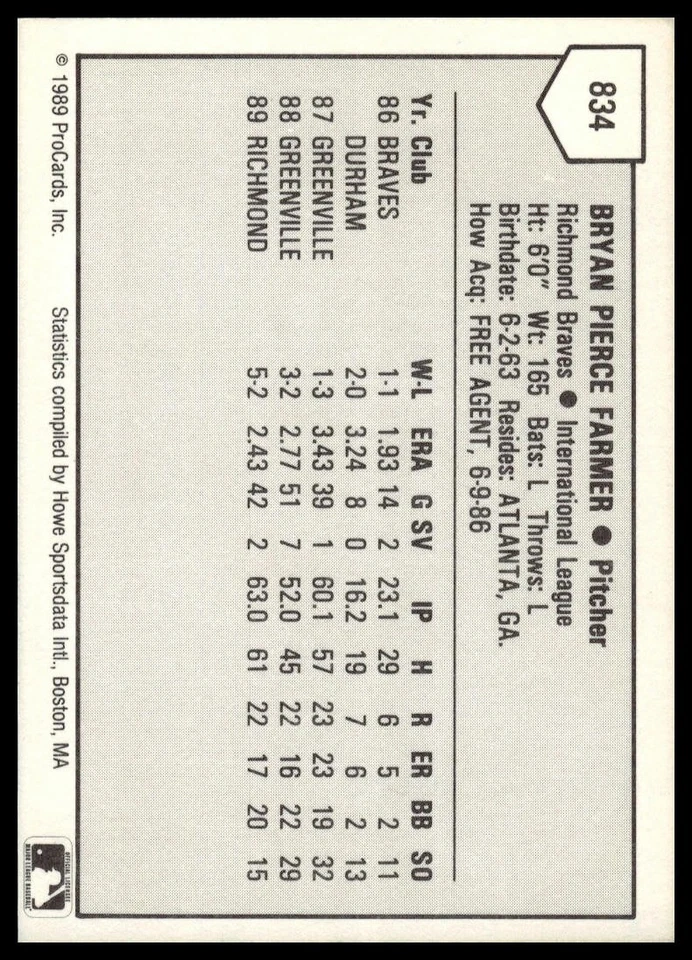 834
BRYAN PIERCE FARMER ● Pitcher
Richmond Braves ● International League
Ht: 6'0" Wt: 165 Bats: L Throws: L
Birthdate: 6-2-63 Resides: ATLANTA, GA.
How Acq: FREE AGENT, 6-9-86
Yr. Club W-L ERA G SV IP H R ER BB SO
86 BRAVES 1-1 1.93 14 2 23.1 29 6 5 2 11
DURHAM 2-0 3.24 8 0 16.2 19 7 6 2 13
87 GREENVILLE 1-3 3.43 39 1 60.1 57 23 23 19 32
88 GREENVILLE 3-2 2.77 51 7 52.0 45 22 16 22 29
89 RICHMOND 5-2 2.43 42 2 63.0 61 22 17 20 15
© 1989 ProCards, Inc. Statistics compiled by Howe Sportsdata Intl., Boston, MA
OFFICIAL LICENSEE
MAJOR LEAGUE BASEBALL